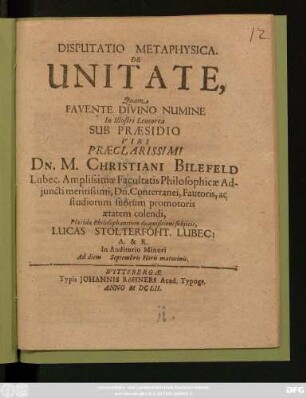 12
DISPUTATIO METAPHYSICA.
DE
UNITATE,
Quam
FAVENTE DIVINO NUMINE
In Illustri Leucorea
SUB PRÆSIDIO
VIRI
PRÆCLARISSIMI
DN. M. CHRISTIANI BILEFELD
Lubec. Amplissimæ Facultatis Philosophicæ Ad-
juncti meritissimi, Dn. Conterranei, Fautoris, ac
studiorum suorum promotoris
ætatem colendi,
Placidæ Philosophantium disquisitioni subjicit,
LUCAS STOLTERFOHT. LUBEC:
A. & R.
In Auditorio Minori
Ad diem Septembris Horis matutinis.
WITTEBERGÆ
Typis JOHANNIS RÖHNERI Acad. Typogr.
ANNO M DC LII.